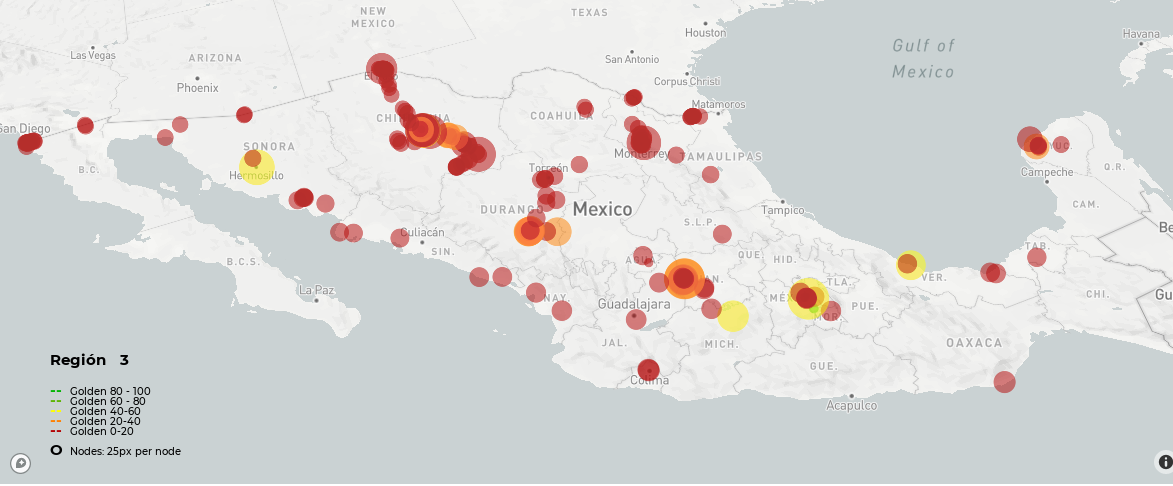 NEW
MEXICO
TEXAS
Houston
Gulf of
Mexico
Havana
Las Vegas
ARIZONA
San Antonio
Phoenix
Corpus Christi
Matamoros
San Diego
COAHUILA
SONORA
Monterrey
TAMAULIPAS
B.C.
Hermosillo
Torreón
Campeche
Q.R.
DURANGO
Mexico
Tampico
CAM.
Culiacán
S.L.P.
SIN.
QUE.
HID.
TAB.
B.C.S.
VER.
TLA.
CHI.
La Paz
NAY.
Guadalajara
PUE.
MOR.
JAL.
MICH.
OAXACA
GUE.
Colima
Acapulco
Región 3
Golden 80 - 100
Golden 60 - 80
Golden 40-60
Golden 20-40
Golden 0-20
Nodes: 25px per node